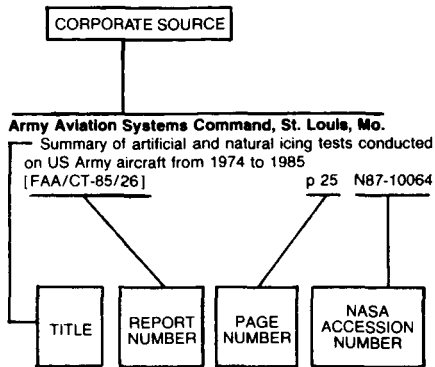 CORPORATE SOURCE
Army Aviation Systems Command, St. Louis, Mo.
Summary of artificial and natural icing tests conducted
on US Army aircraft from 1974 to 1985
[FAA/CT-85/26] p 25 N87-10064
TITLE
REPORT
NUMBER
PAGE
NUMBER
NASA
ACCESSION
NUMBER